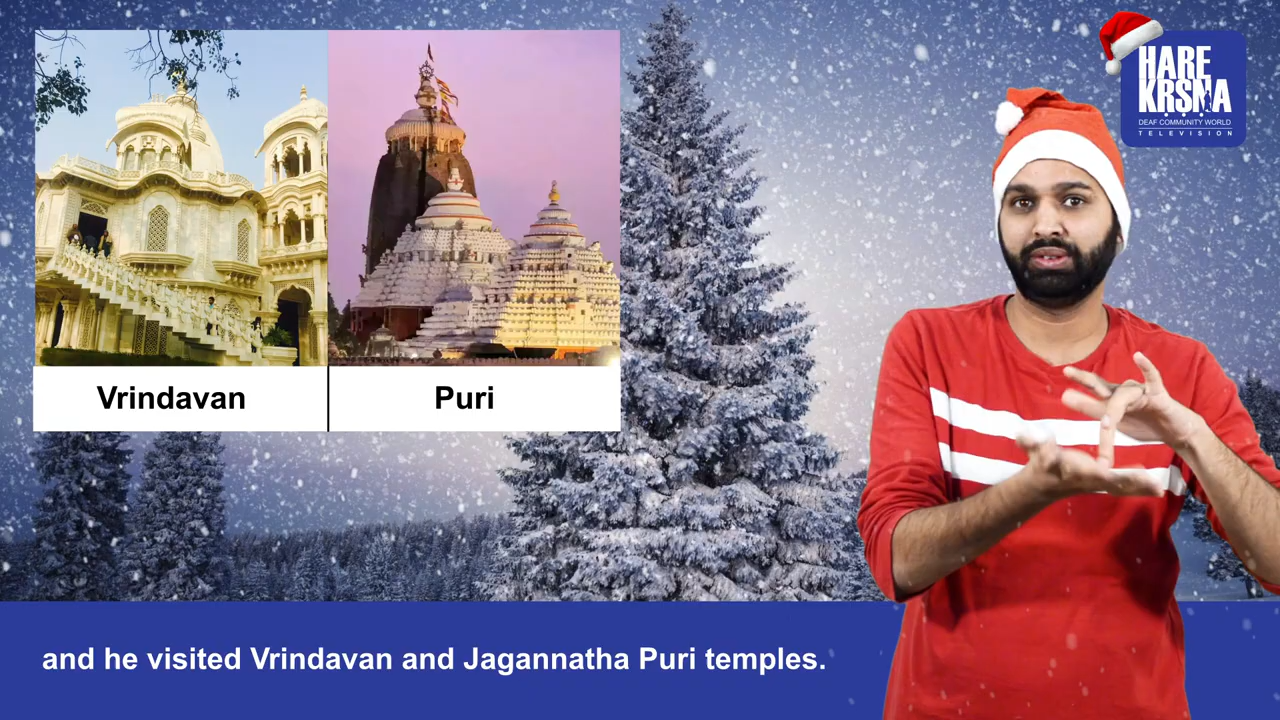 HARE
KRSNA
DEAF COMMUNITY WORLD
TELEVISION
Vrindavan
Puri
and he visited Vrindavan and Jagannatha Puri temples.